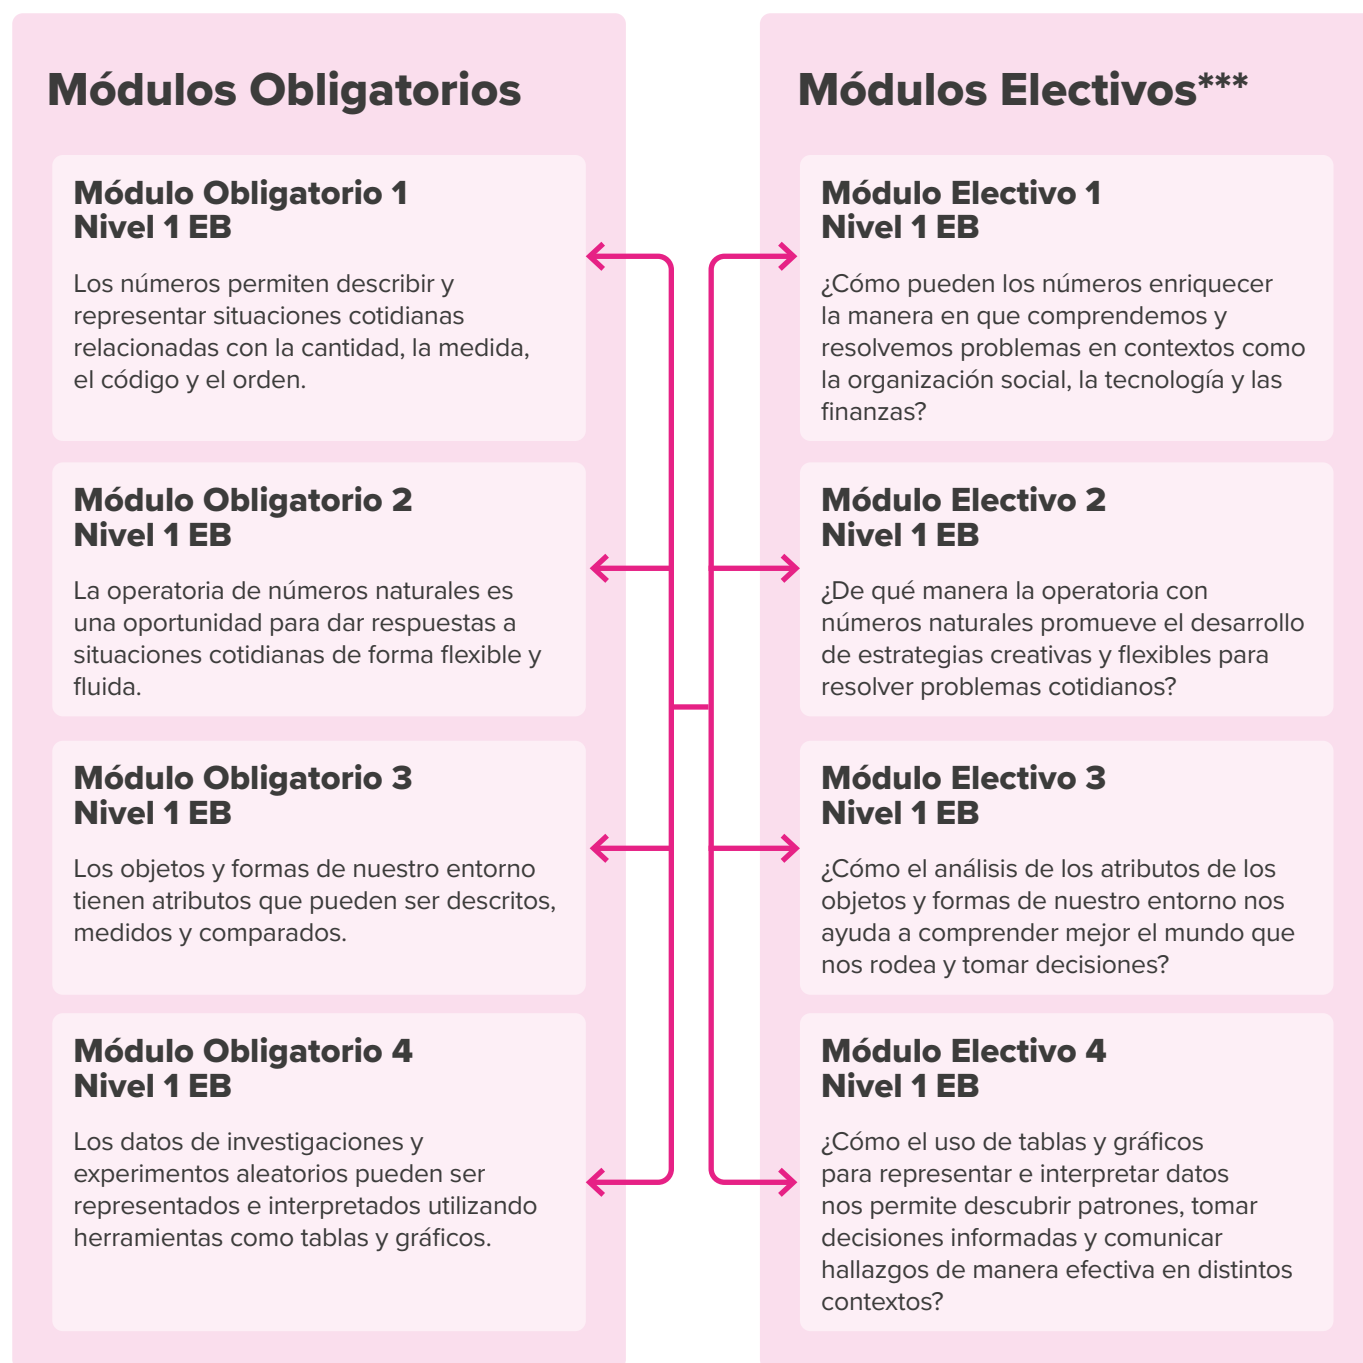 Módulos Obligatorios
Módulo Obligatorio 1
Nivel 1 EB
Los números permiten describir y
representar situaciones cotidianas
relacionadas con la cantidad, la medida,
el código y el orden.
Módulo Obligatorio 2
Nivel 1 EB
La operatoria de números naturales es
una oportunidad para dar respuestas a
situaciones cotidianas de forma flexible y
fluida.
Módulo Obligatorio 3
Nivel 1 EB
Los objetos y formas de nuestro entorno
tienen atributos que pueden ser descritos,
medidos y comparados.
Módulo Obligatorio 4
Nivel 1 EB
Los datos de investigaciones y
experimentos aleatorios pueden ser
representados e interpretados utilizando
herramientas como tablas y gráficos.
Módulos Electivos***
Módulo Electivo 1
Nivel 1 EB
¿Cómo pueden los números enriquecer
la manera en que comprendemos y
resolvemos problemas en contextos como
la organización social, la tecnología y las
finanzas?
Módulo Electivo 2
Nivel 1 EB
¿De qué manera la operatoria con
números naturales promueve el desarrollo
de estrategias creativas y flexibles para
resolver problemas cotidianos?
Módulo Electivo 3
Nivel 1 EB
¿Cómo el análisis de los atributos de los
objetos y formas de nuestro entorno nos
ayuda a comprender mejor el mundo que
nos rodea y tomar decisiones?
Módulo Electivo 4
Nivel 1 EB
¿Cómo el uso de tablas y gráficos
para representar e interpretar datos
nos permite descubrir patrones, tomar
decisiones informadas y comunicar
hallazgos de manera efectiva en distintos
contextos?